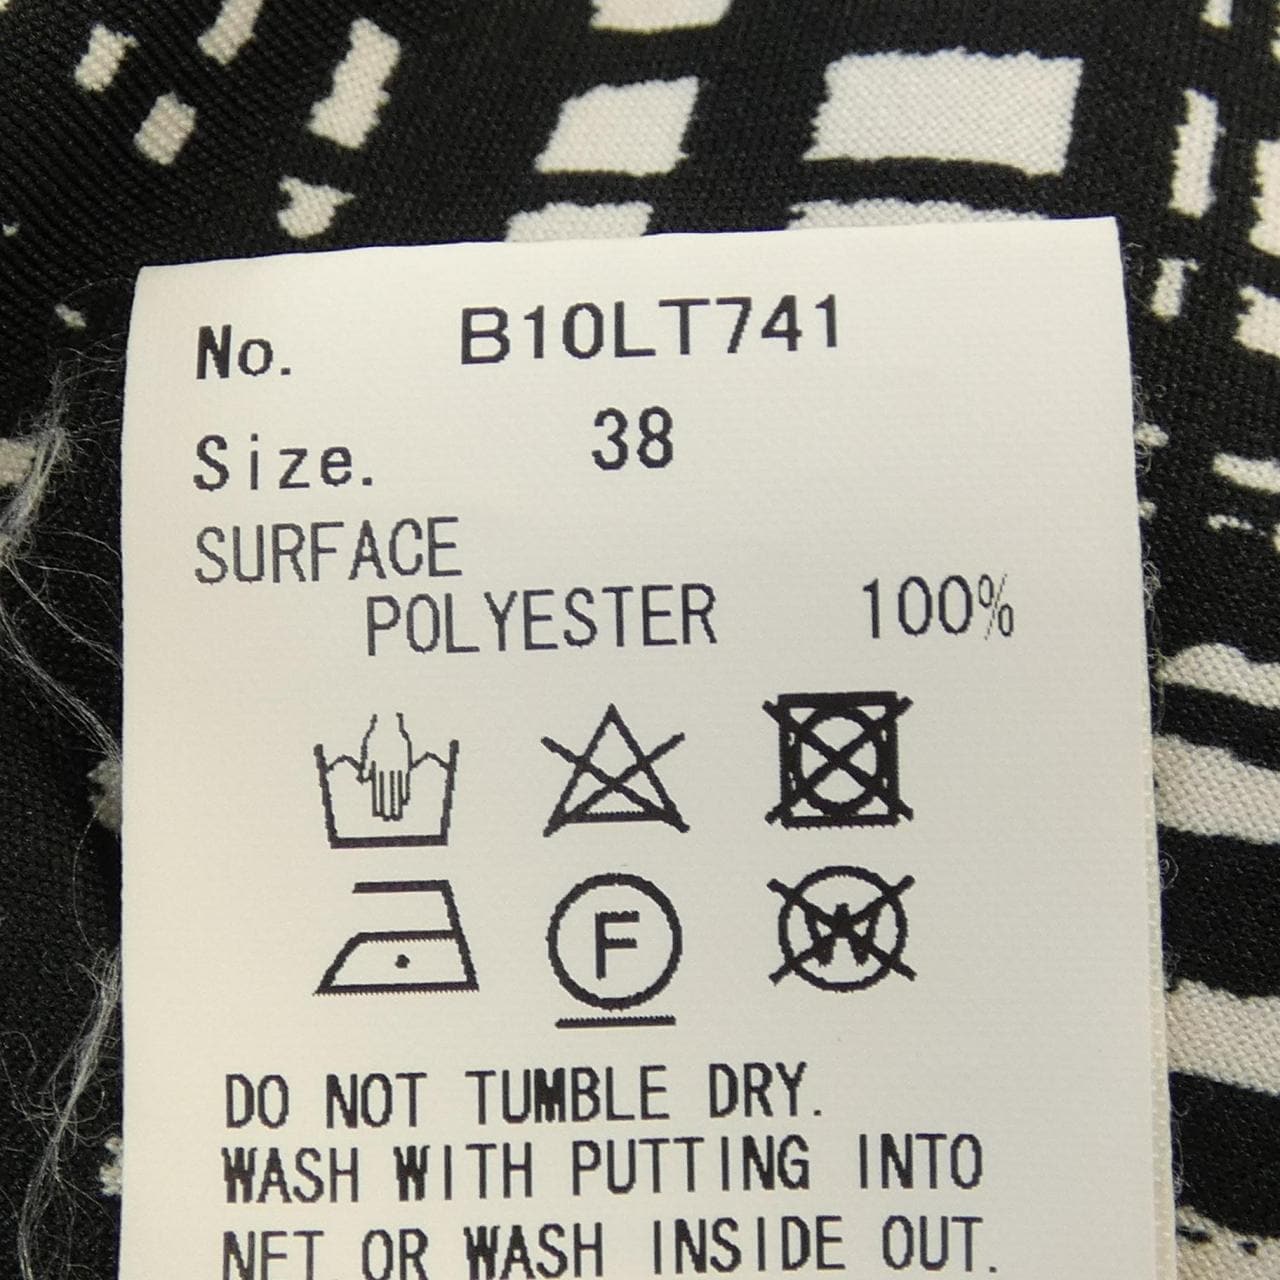 No. B10LT741
Size. 38
SURFACE
POLYESTER 100%
F
W
DO NOT TUMBLE DRY.
WASH WITH PUTTING INTO
NET OR WASH INSIDE OUT.